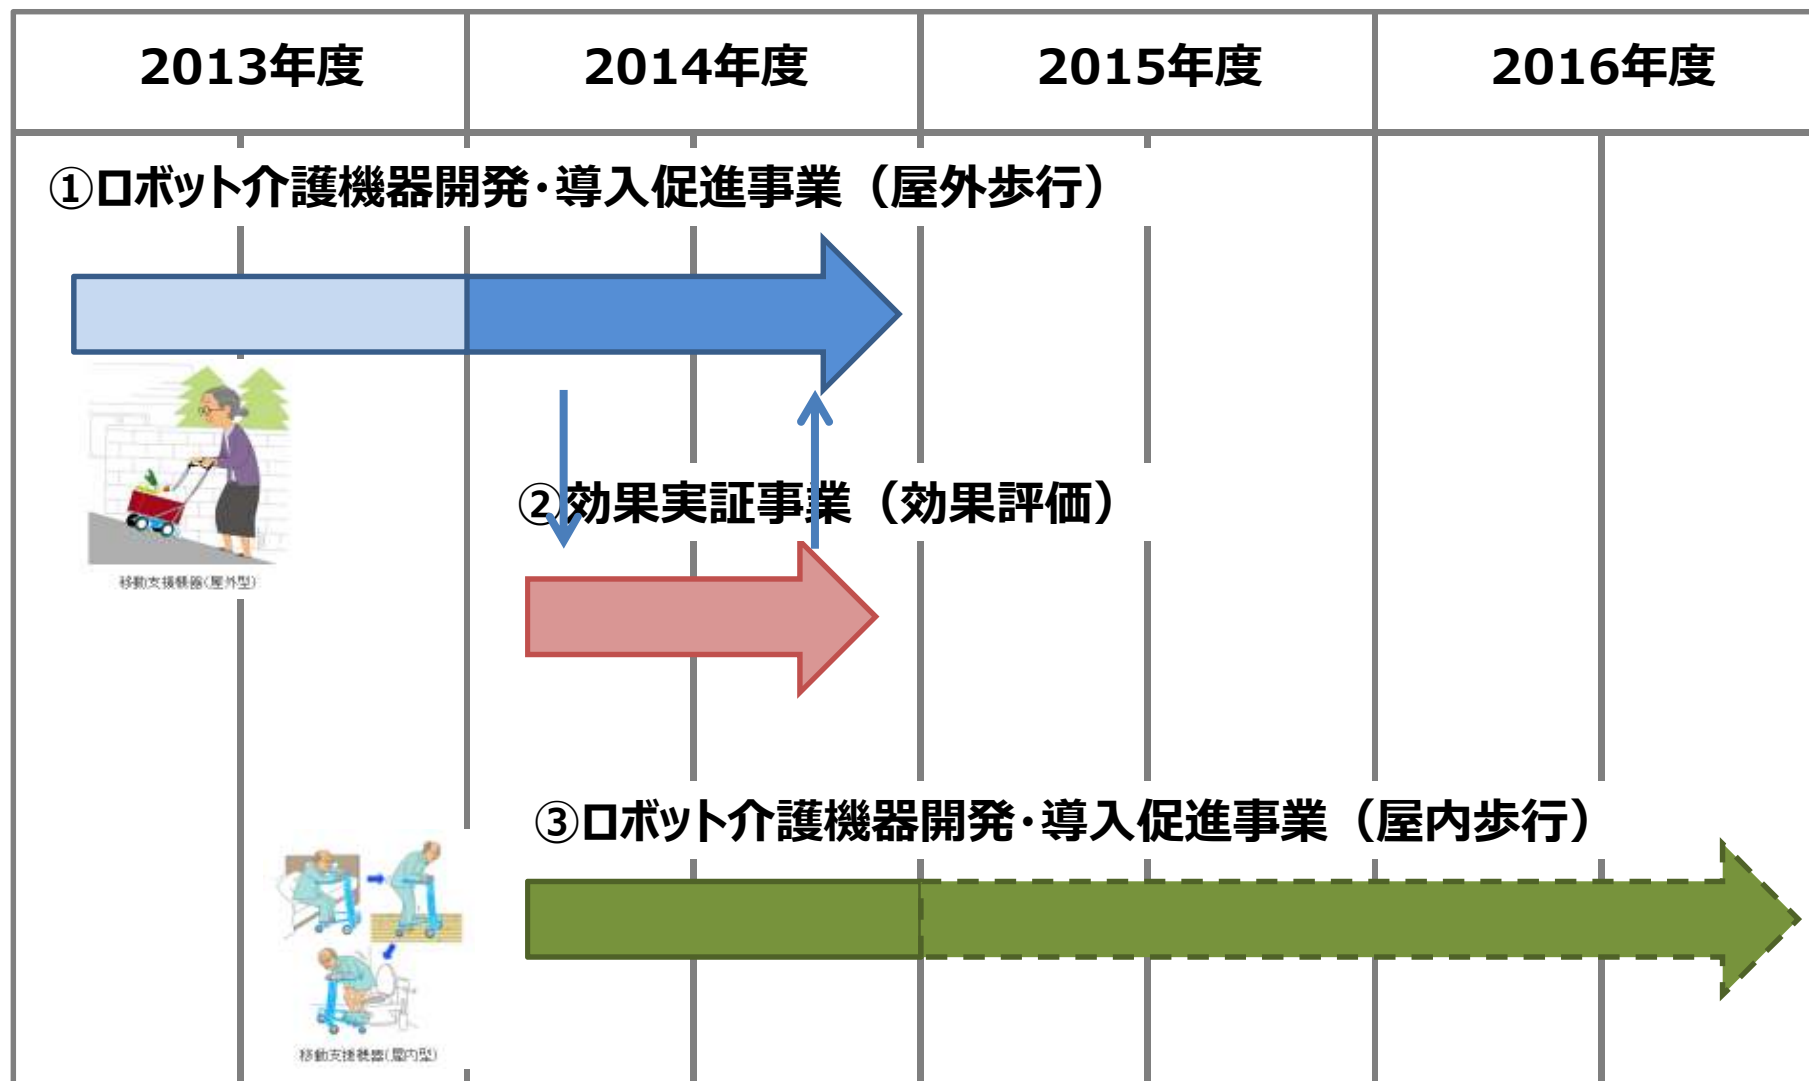 2013年度
2014年度
2015年度
2016年度
①ロボット介護機器開発・導入促進事業（屋外歩行）
移動支援機器(屋外型)
②効果実証事業（効果評価）
③ロボット介護機器開発・導入促進事業（屋内歩行）
移動支援機器(屋内型)